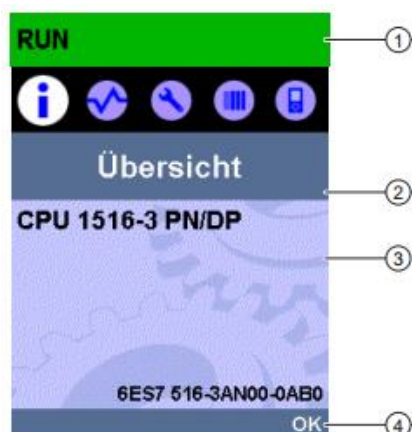 RUN
1
Übersicht
2
CPU 1516-3 PN/DP
3
6ES7 516-3AN00-0AB0
OK
4